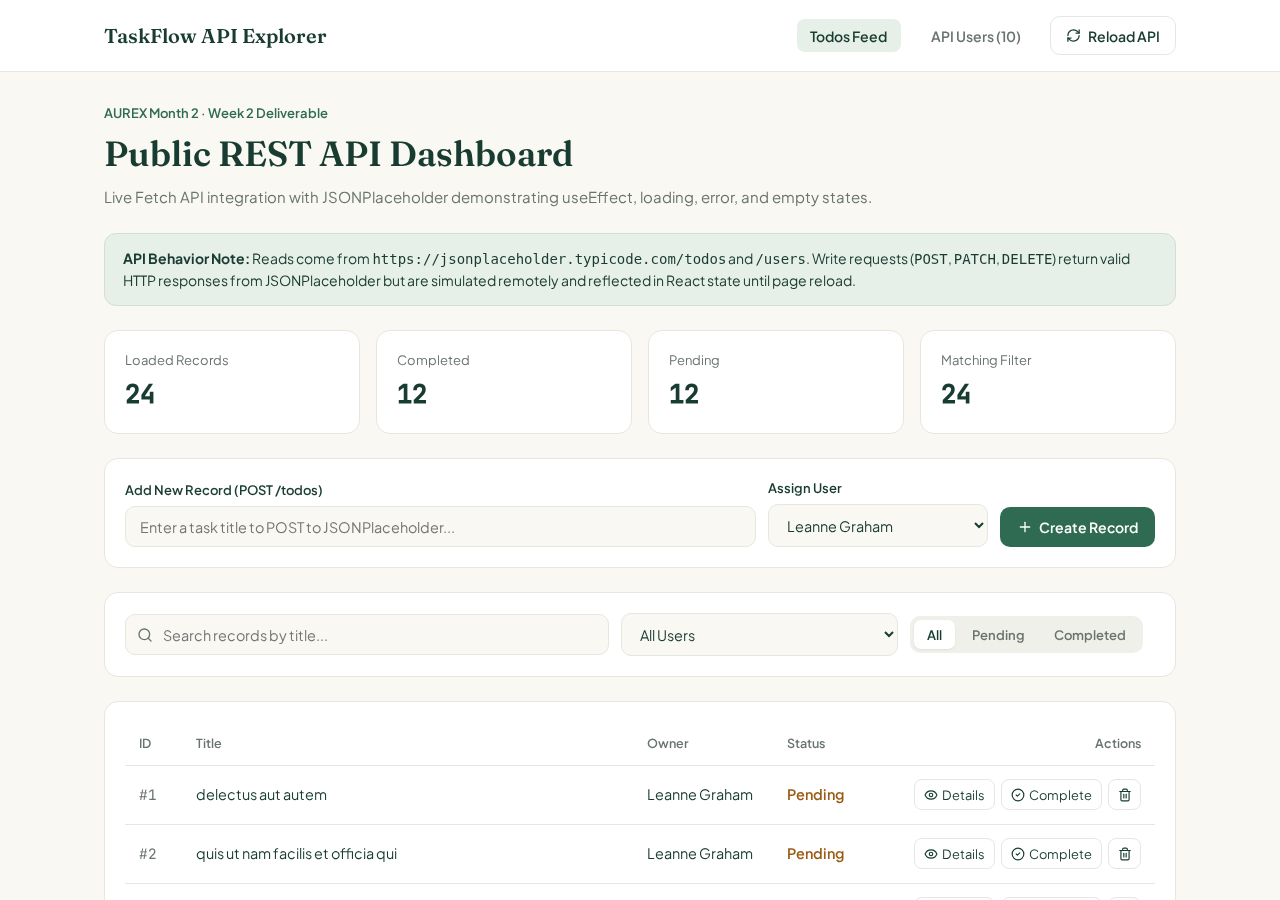 TaskFlow API Explorer
Todos Feed
API Users (10)
Reload API
AUREX Month 2 · Week 2 Deliverable
Public REST API Dashboard
Live Fetch API integration with JSONPlaceholder demonstrating useEffect, loading, error, and empty states.
API Behavior Note: Reads come from https://jsonplaceholder.typicode.com/todos and /users. Write requests (POST, PATCH, DELETE) return valid
HTTP responses from JSONPlaceholder but are simulated remotely and reflected in React state until page reload.
Loaded Records
24
Completed
12
Pending
12
Matching Filter
24
Add New Record (POST /todos)
Enter a task title to POST to JSONPlaceholder...
Assign User
Leanne Graham
Create Record
Search records by title...
All Users
All
Pending
Completed
ID Title Owner Status Actions
#1 delectus aut autem Leanne Graham Pending Details Complete
#2 quis ut nam facilis et officia qui Leanne Graham Pending Details Complete